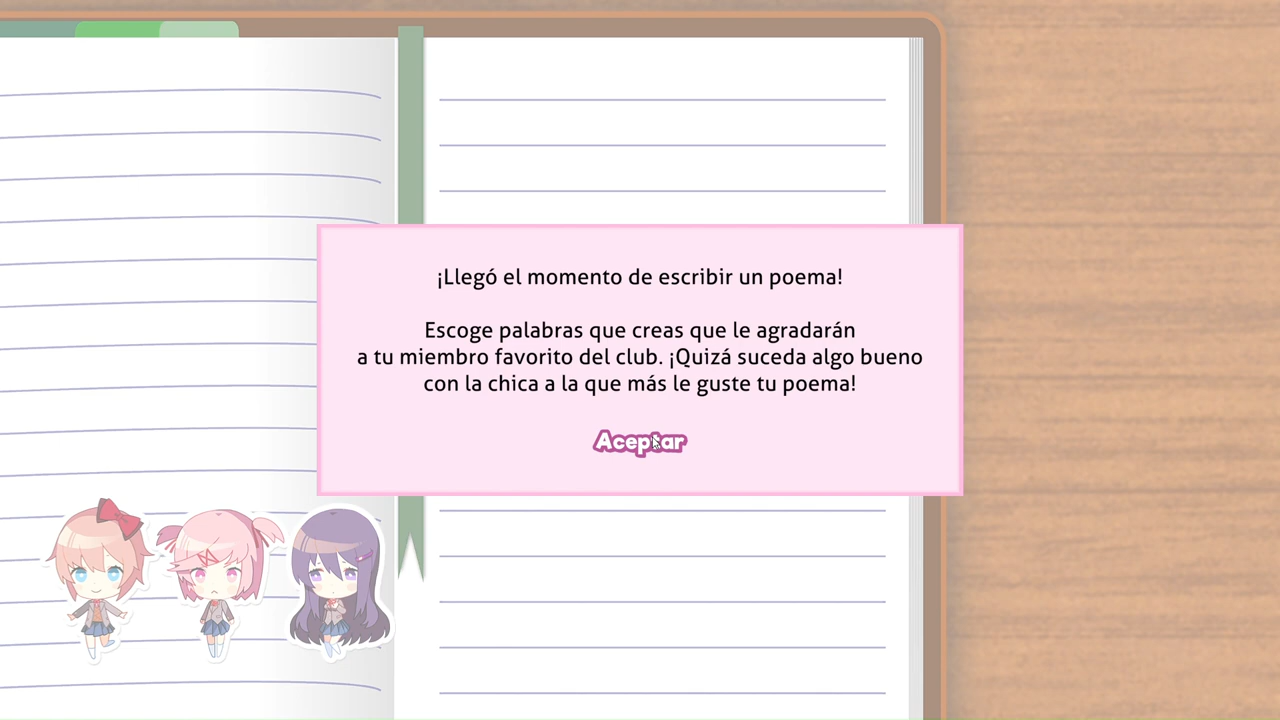 ¡Llegó el momento de escribir un poema!
Escoge palabras que creas que le agradarán
a tu miembro favorito del club. ¡Quizá suceda algo bueno
con la chica a la que más le guste tu poema!
Aceptar